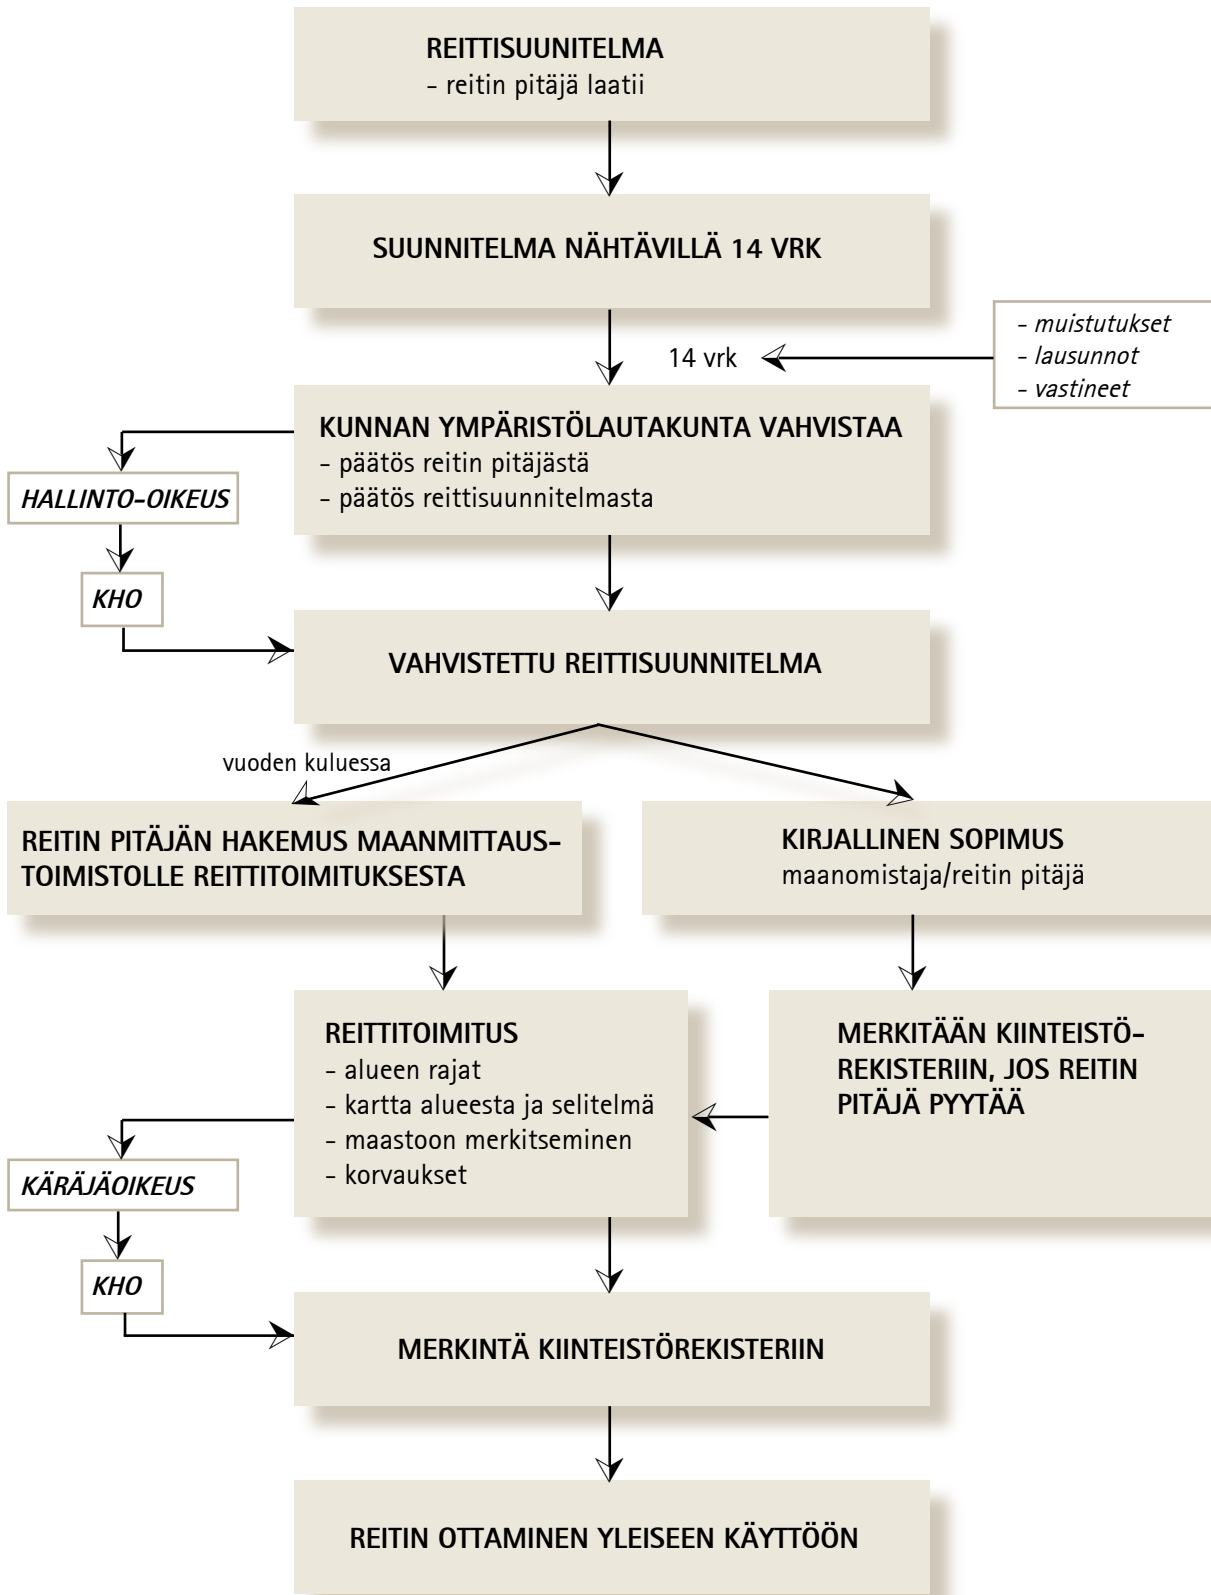 REITTISUUNITELMA
- reitin pitäjä laatii
SUUNNITELMA NÄHTÄVILLÄ 14 VRK
14 vrk
- muistutukset
- lausunnot
- vastineet
KUNNAN YMPÄRISTÖLAUTAKUNTA VAHVISTAA
- päätös reitin pitäjästä
- päätös reittisuunnitelmasta
HALLINTO-OIKEUS
KHO
VAHVISTETTU REITTISUUNNITELMA
vuoden kuluessa
REITIN PITÄJÄN HAKEMUS MAANMITTAUS-
TOIMISTOLLE REITTITOIMITUKSESTA
KIRJALLINEN SOPIMUS
maanomistaja/reitin pitäjä
REITTITOIMITUS
- alueen rajat
- kartta alueesta ja selitelmä
- maastoon merkitseminen
- korvaukset
MERKITÄÄN KIINTEISTÖ-
REKISTERIIN, JOS REITIN
PITÄJÄ PYYTÄÄ
KÄRÄJÄOIKEUS
KHO
MERKINTÄ KIINTEISTÖREKISTERIIN
REITIN OTTAMINEN YLEISEEN KÄYTTÖÖN